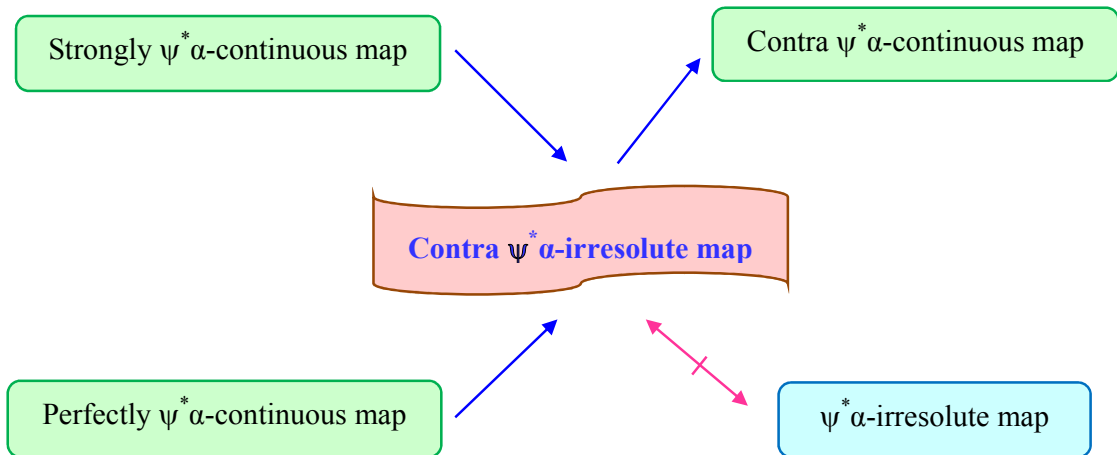 Strongly ψ*α-continuous map
Contra ψ*α-continuous map
Contra ψ*α-irresolute map
Perfectly ψ*α-continuous map
ψ*α-irresolute map